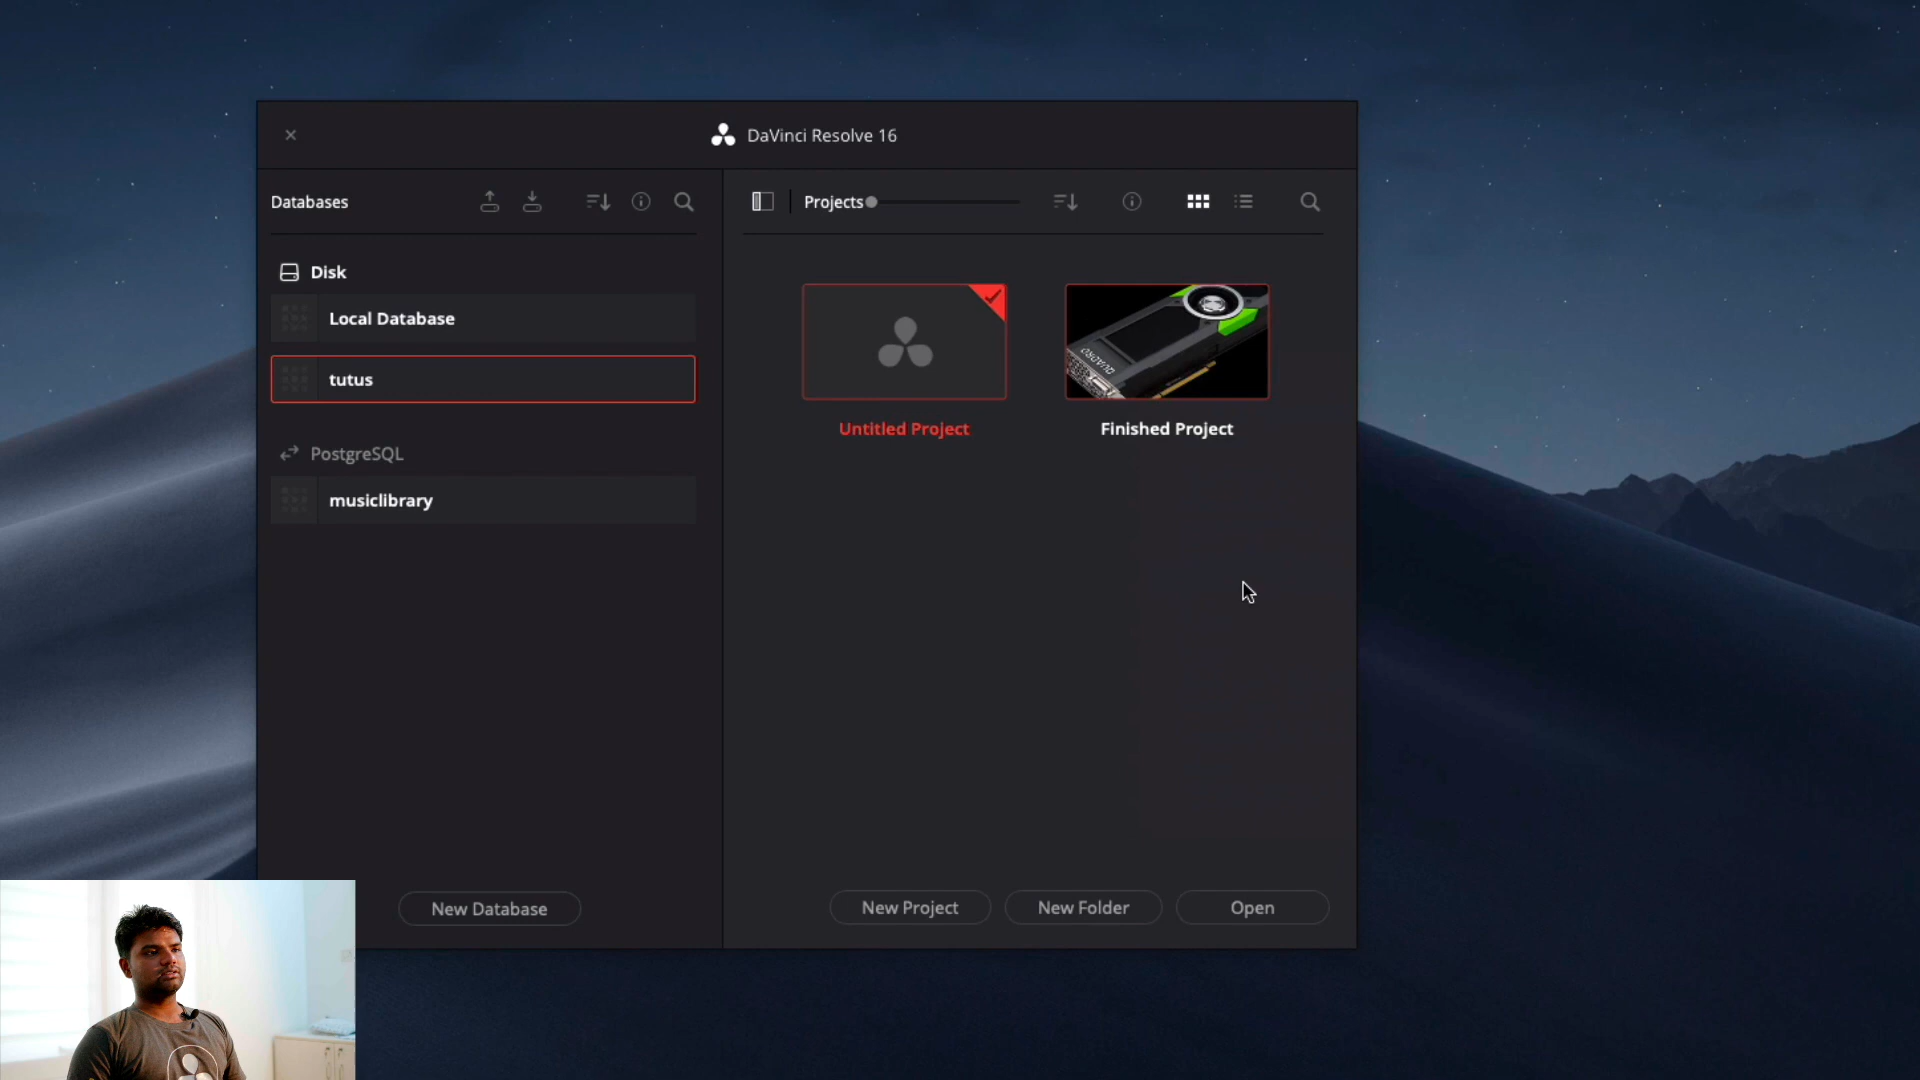 DaVinci Resolve 16
Databases
Projects
Disk
Local Database
tutus
PostgreSQL
musiclibrary
QUADRO
Untitled Project
Finished Project
New Database
New Project
New Folder
Open